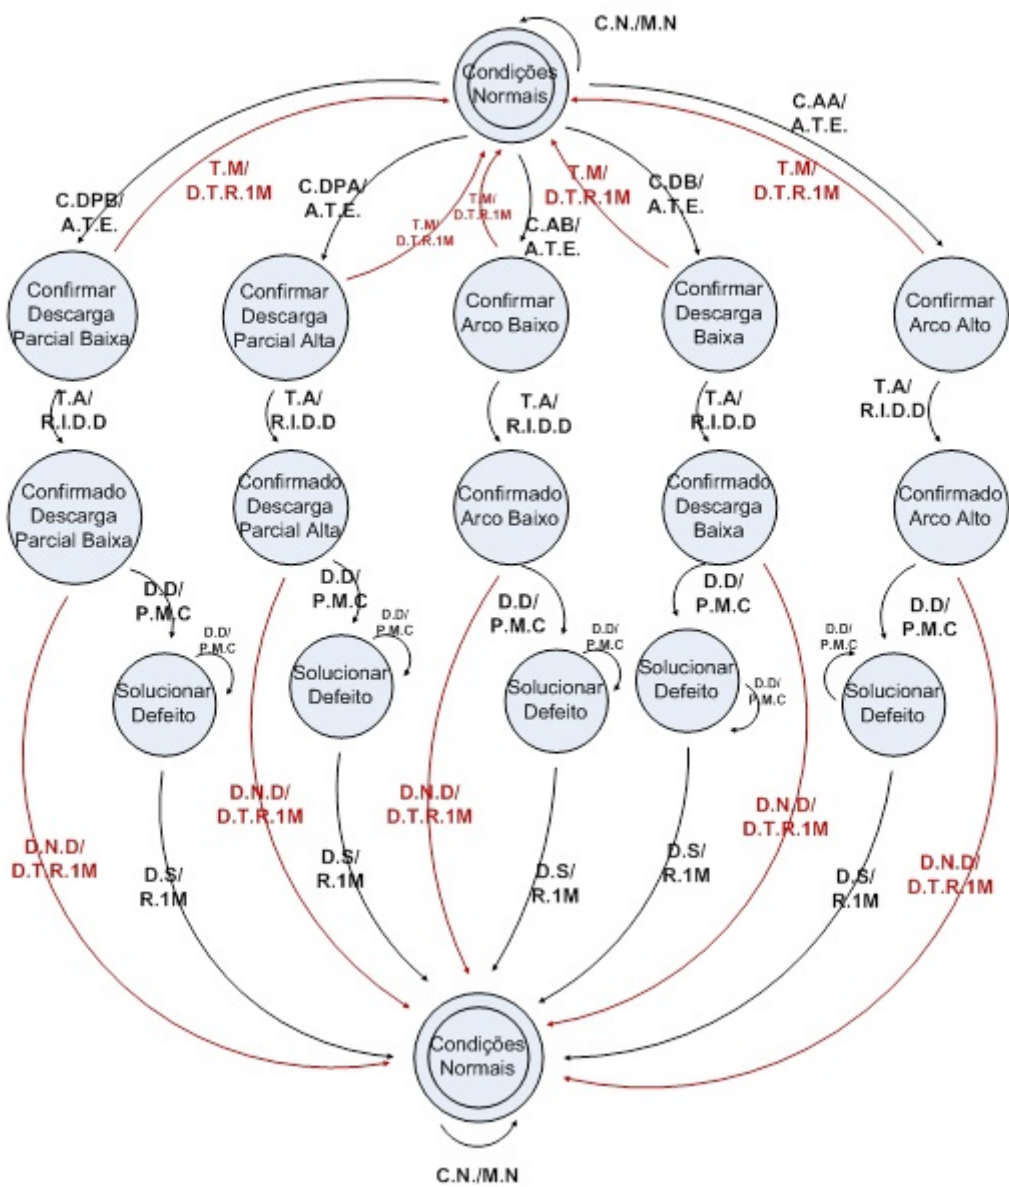 C.N./M.N
Condições
Normais
C.AA/
A.T.E.
T.M/
D.T.R.1M
C.DPB/
A.T.E.
C.DPA/
A.T.E.
T.M/
D.T.R.1M
T.M/
D.T.R.1M
C.AB/
A.T.E.
T.M/
D.T.R.1M
C.DB/
A.T.E.
T.M/
D.T.R.1M
Confirmar
Descarga
Parcial Baixa
Confirmar
Descarga
Parcial Alta
Confirmar
Arco Baixo
Confirmar
Descarga
Baixa
Confirmar
Arco Alto
T.A/
R.I.D.D
T.A/
R.I.D.D
T.A/
R.I.D.D
T.A/
R.I.D.D
T.A/
R.I.D.D
Confirmado
Descarga
Parcial Baixa
Confirmado
Descarga
Parcial Alta
Confirmado
Arco Baixo
Confirmado
Descarga
Baixa
Confirmado
Arco Alto
D.D/
P.M.C
D.D/
P.M.C
D.D/
P.M.C
D.D/
P.M.C
D.D/
P.M.C
D.D/
P.M.C
D.D/
P.M.C
D.D/
P.M.C
D.D/
P.M.C
D.D/
P.M.C
Solucionar
Defeito
Solucionar
Defeito
Solucionar
Defeito
Solucionar
Defeito
Solucionar
Defeito
D.N.D/
D.T.R.1M
D.N.D/
D.T.R.1M
D.N.D/
D.T.R.1M
D.N.D/
D.T.R.1M
D.N.D/
D.T.R.1M
D.S/
R.1M
D.S/
R.1M
D.S/
R.1M
D.S/
R.1M
D.S/
R.1M
Condições
Normais
C.N./M.N